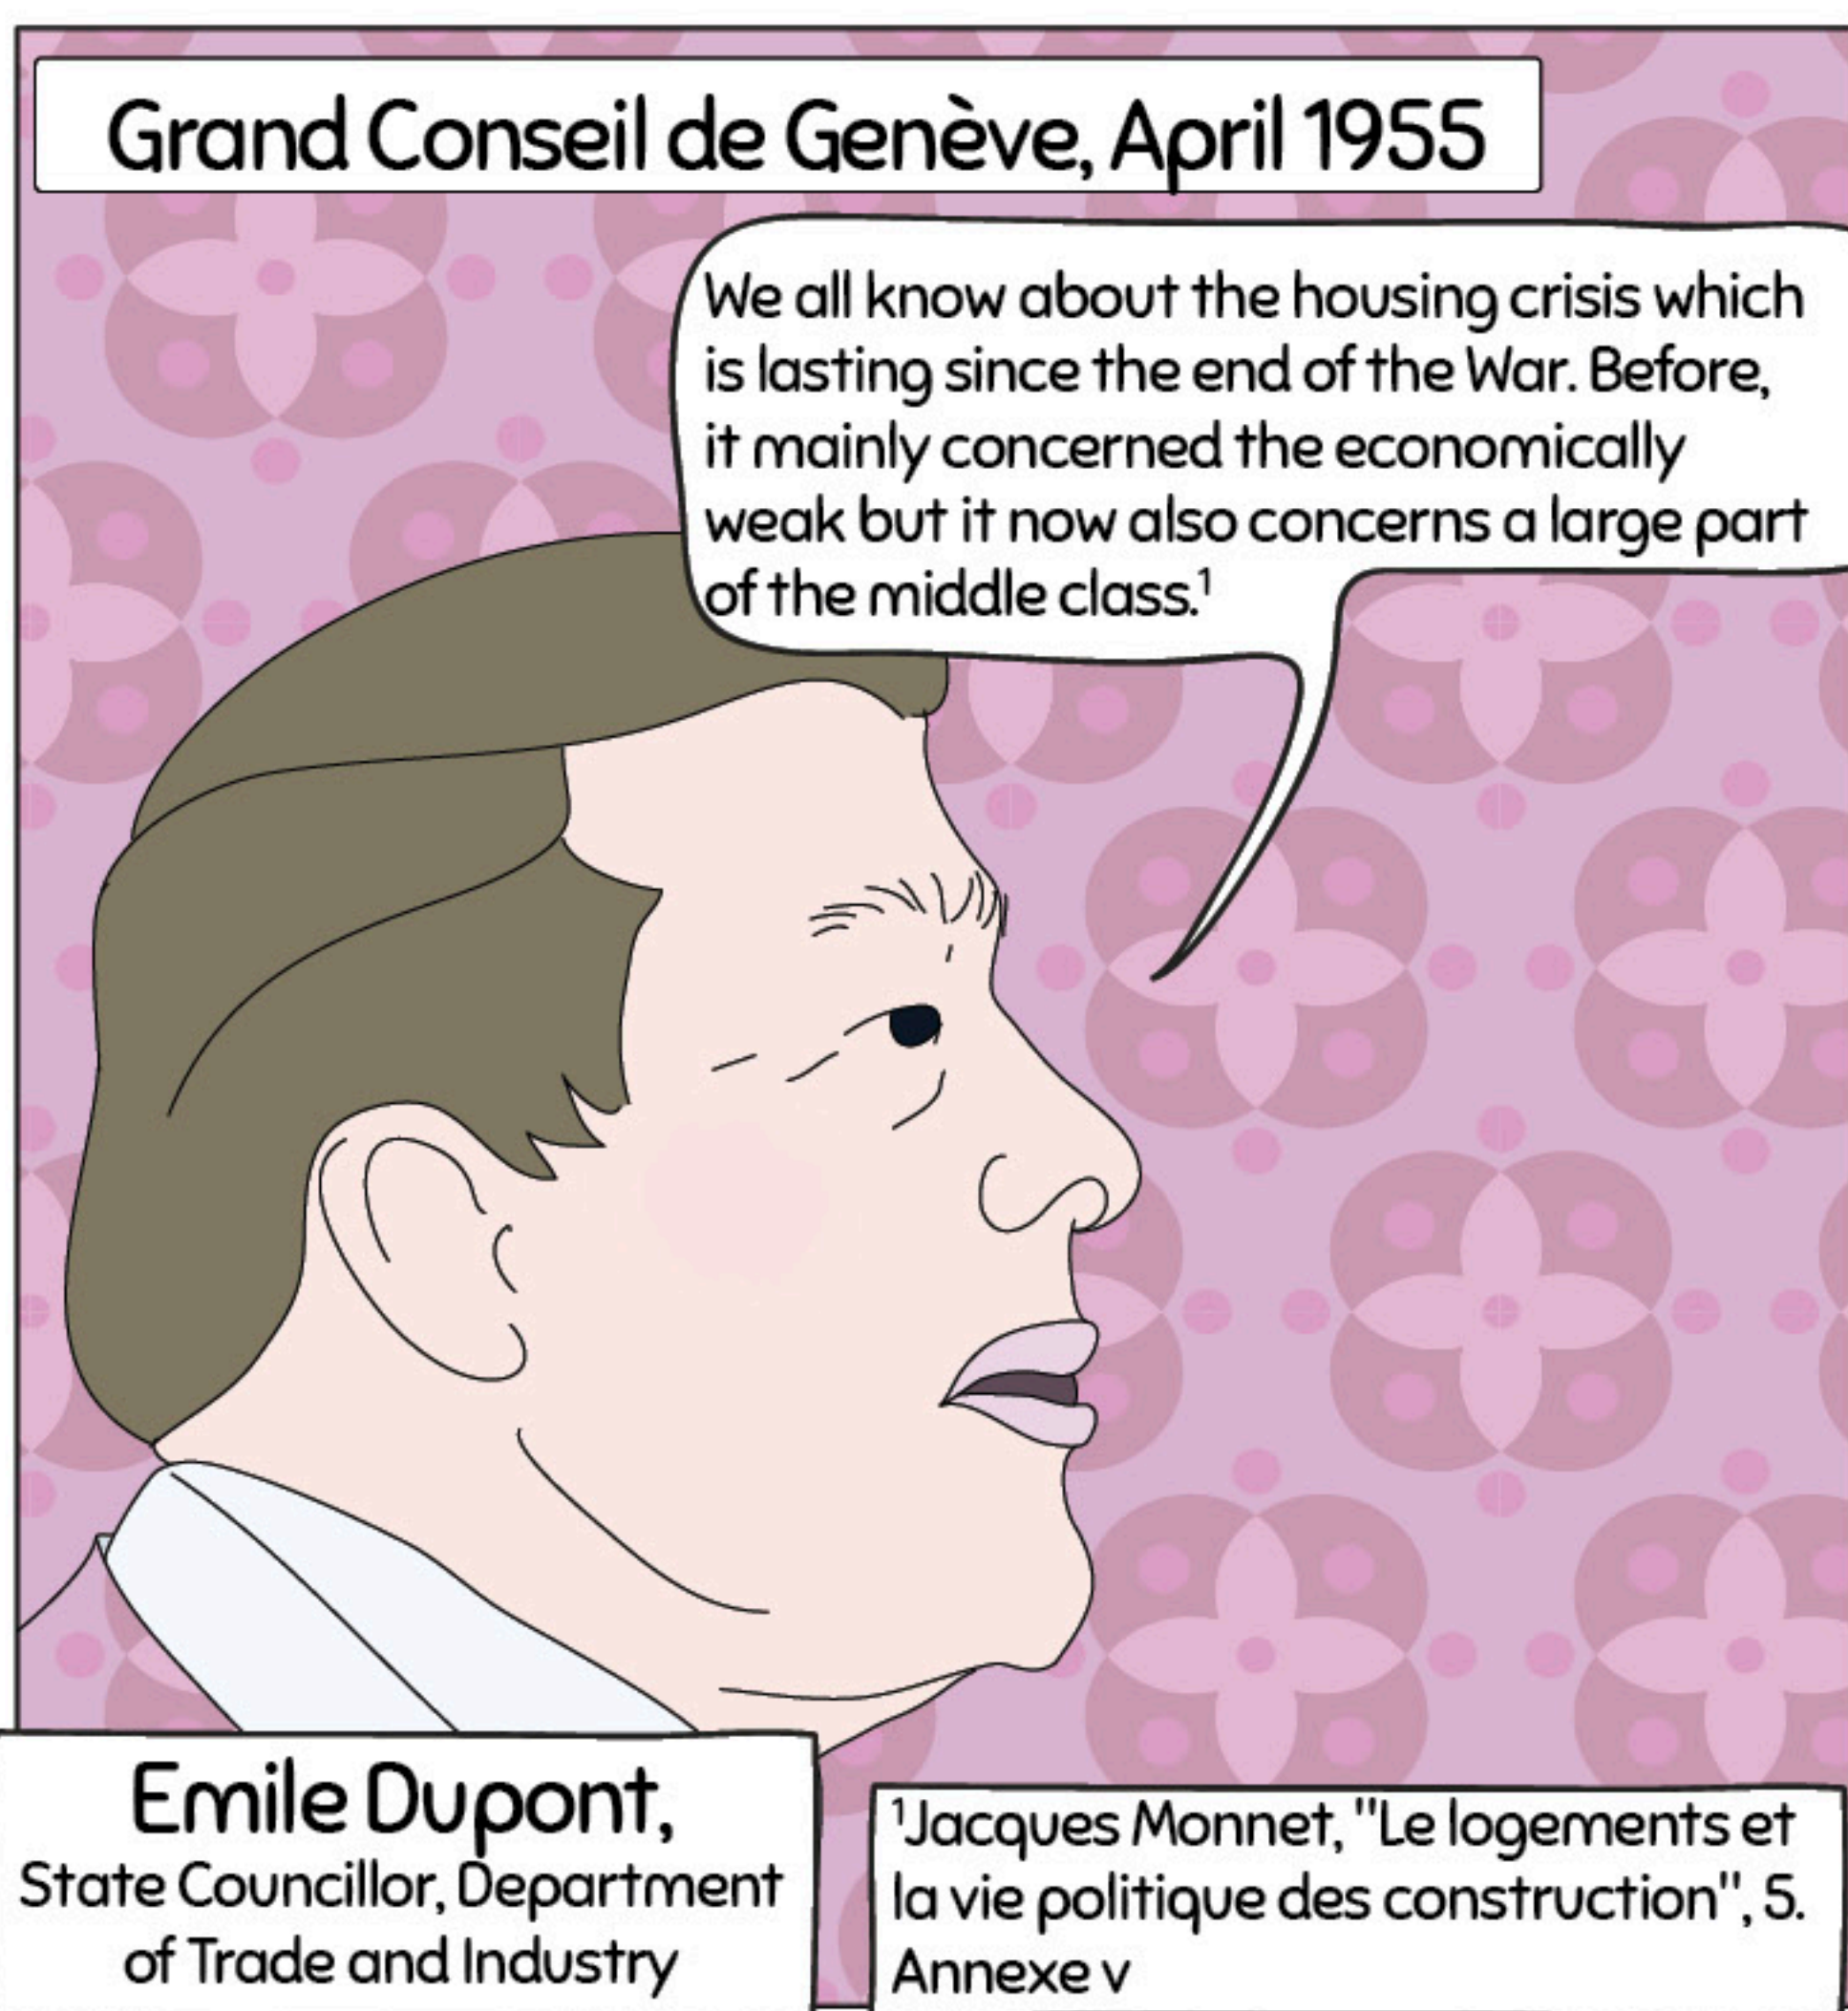 Grand Conseil de Genève, April 1955
We all know about the housing crisis which
is lasting since the end of the War. Before,
it mainly concerned the economically
weak but it now also concerns a large part
of the middle class.¹
Emile Dupont,
State Councillor, Department
of Trade and Industry
¹Jacques Monnet, "Le logements et
la vie politique des construction", 5.
Annexe v